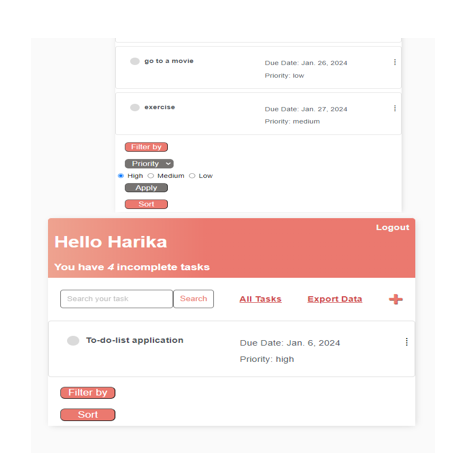 go to a movie
Due Date: Jan. 26, 2024
Priority: low
exercise
Due Date: Jan. 27, 2024
Priority: medium
Filter by
Priority
High Medium Low
Apply
Sort
Logout
Hello Harika
You have 4 incomplete tasks
Search your task Search All Tasks Export Data
To-do-list application
Due Date: Jan. 6, 2024
Priority: high
Filter by
Sort